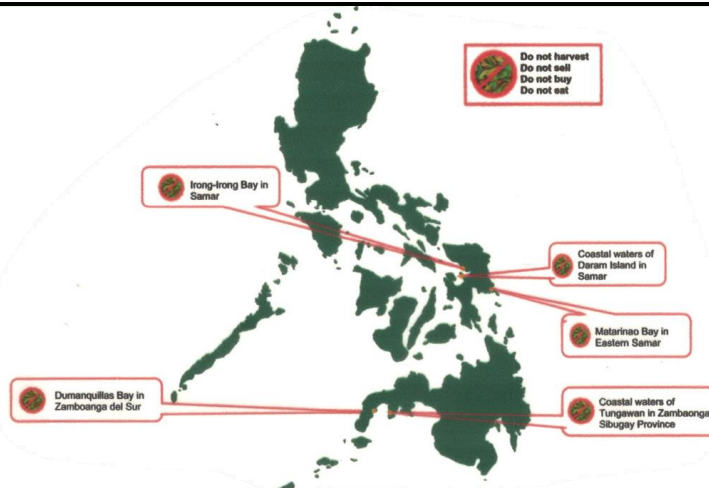 Do not harvest
Do not sell
Do not buy
Do not eat
Irong-Irong Bay in
Samar
Coastal waters of
Daram Island in
Samar
Matarinao Bay in
Eastern Samar
Dumanquillas Bay in
Zamboanga del Sur
Coastal waters of
Tungawan in Zambaonga
Sibugay Province